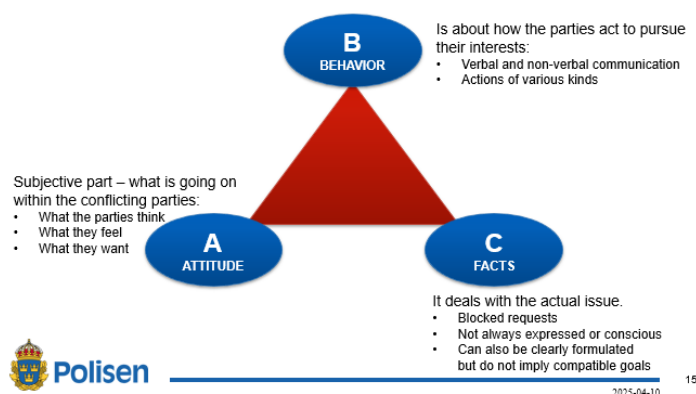 B
BEHAVIOR
Is about how the parties act to pursue
their interests:
• Verbal and non-verbal communication
• Actions of various kinds
Subjective part – what is going on
within the conflicting parties:
• What the parties think
• What they feel
• What they want
A
ATTITUDE
C
FACTS
It deals with the actual issue.
• Blocked requests
• Not always expressed or conscious
• Can also be clearly formulated
but do not imply compatible goals
Polisen
15
2025-04-10